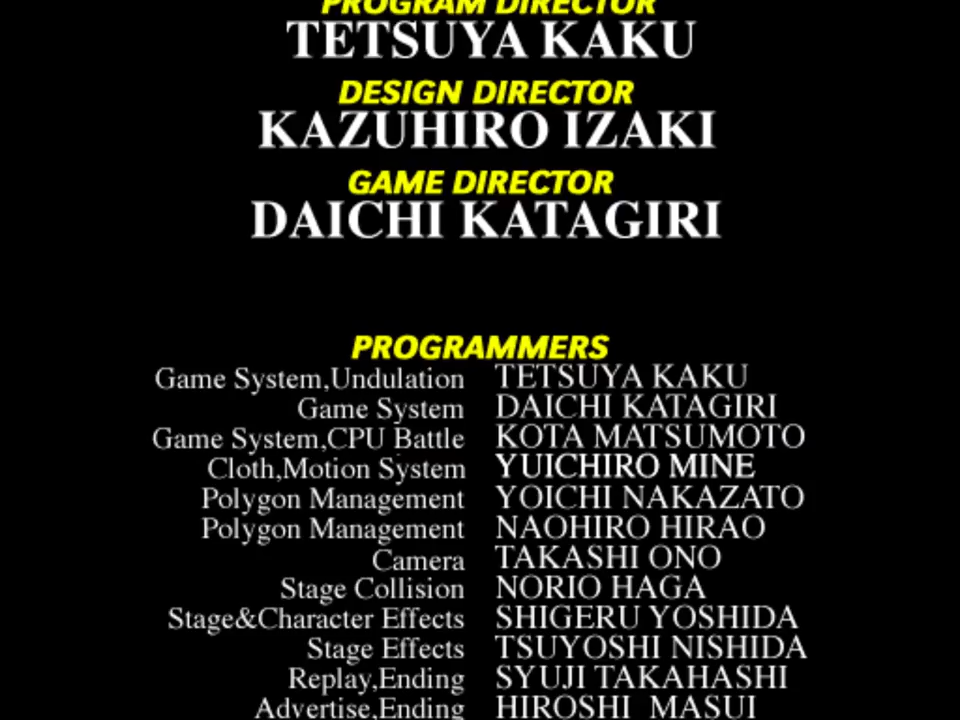 PROGRAM DIRECTOR
TETSUYA KAKU
DESIGN DIRECTOR
KAZUHIRO IZAKI
GAME DIRECTOR
DAICHI KATAGIRI
PROGRAMMERS
Game System,Undulation TETSUYA KAKU
Game System DAICHI KATAGIRI
Game System,CPU Battle KOTA MATSUMOTO
Cloth,Motion System YUICHIRO MINE
Polygon Management YOICHI NAKAZATO
Polygon Management NAOHIRO HIRAO
Camera TAKASHI ONO
Stage Collision NORIO HAGA
Stage&Character Effects SHIGERU YOSHIDA
Stage Effects TSUYOSHI NISHIDA
Replay,Ending SYUJI TAKAHASHI
Advertise,Ending HIROSHI MASUI